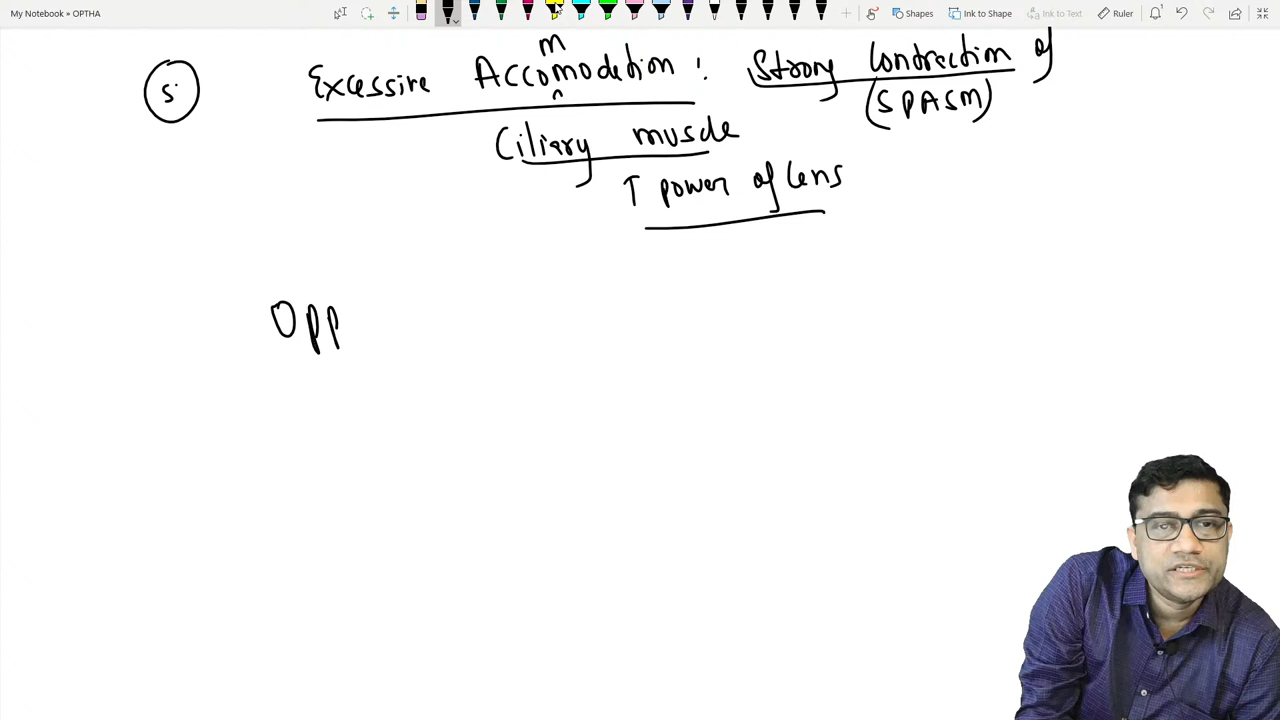 My Notebook » OPTHA
Shapes Ink to Shape Ink to Text Ruler
5 Excessive Accomodation : Strong Contraction of
m
(SPASM)
Ciliary muscle
↑ power of lens
Opp